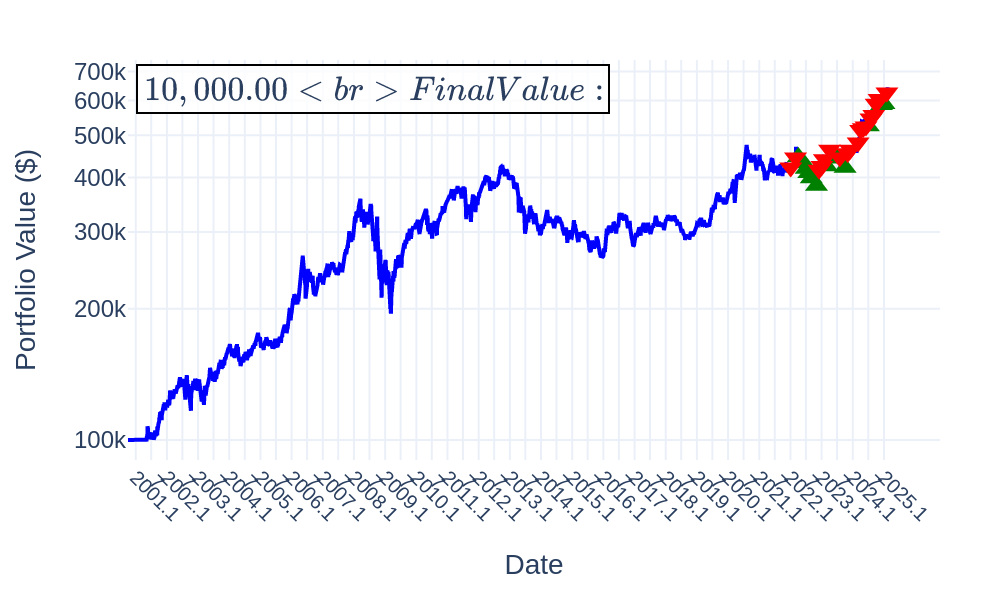 10,000.00 < br > FinalValue :
700k
600k
500k
400k
300k
200k
100k
Portfolio Value ($)
2001.1
2002.1
2003.1
2004.1
2005.1
2006.1
2007.1
2008.1
2009.1
2010.1
2011.1
2012.1
2013.1
2014.1
2015.1
2016.1
2017.1
2018.1
2019.1
2020.1
2021.1
2022.1
2023.1
2024.1
2025.1
Date